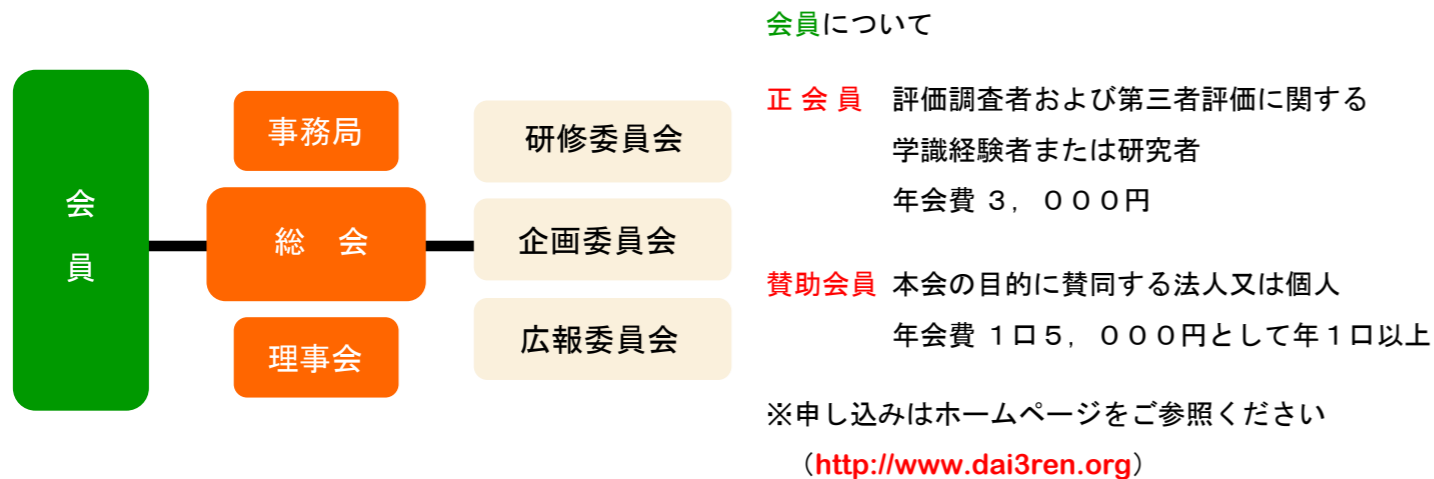 会員
事務局
総　会
理事会
研修委員会
企画委員会
広報委員会
会員について
正 会 員　評価調査者および第三者評価に関する
学識経験者または研究者
年会費 ３，０００円
賛助会員　本会の目的に賛同する法人又は個人
年会費 １口５，０００円として年１口以上
※申し込みはホームページをご参照ください
（http://www.dai3ren.org）